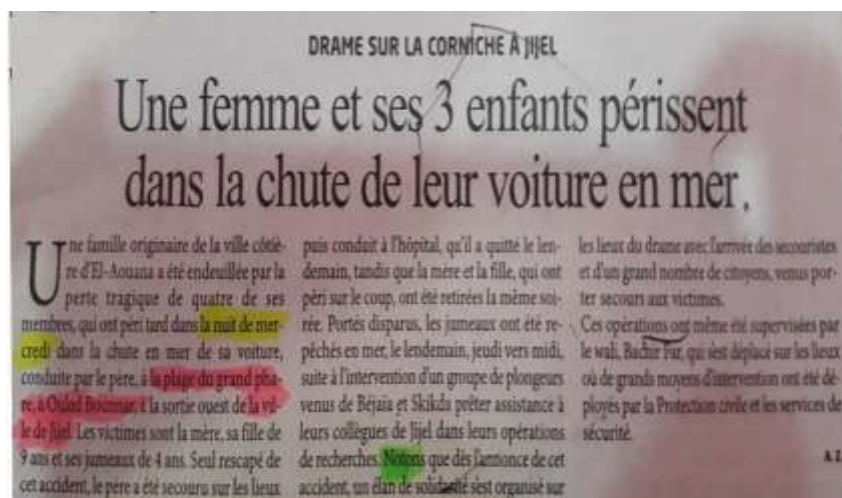 DRAME SUR LA CORNICHE À JIJEL
Une femme et ses 3 enfants périssent
dans la chute de leur voiture en mer
Une famille originaire de la ville côtiè-
re d'El-Aouana a été endeuillée par la
perte tragique de quatre de ses
membres, qui ont péri tard dans la nuit de mer-
credi dans la chute en mer de sa voiture,
conduite par le père, à la plage du grand pha-
re, à Ouled Bounnar, à la sortie ouest de la vil-
le de Jijel. Les victimes sont la mère, sa fille de
9 ans et ses jumeaux de 4 ans. Seul rescapé de
cet accident, le père a été secouru sur les lieux
puis conduit à l'hôpital, qu'il a quitté le len-
demain, tandis que la mère et la fille, qui ont
péri sur le coup, ont été retirées la même soi-
rée. Portés disparus, les jumeaux ont été re-
pêchés en mer, le lendemain, jeudi vers midi,
suite à l'intervention d'un groupe de plongeurs
venus de Béjaïa et Skikda prêter assistance à
leurs collègues de Jijel dans leurs opérations
de recherches. Notons que dès l'annonce de cet
accident, un élan de solidarité s'est organisé sur
les lieux du drame avec l'arrivée des secouristes
et d'un grand nombre de citoyens, venus por-
ter secours aux victimes.
Ces opérations ont même été supervisées par
le wali, Bachir Far, qui s'est déplacé sur les lieux
où de grands moyens d'intervention ont été dé-
ployés par la Protection civile et les services de
sécurité.
A. Z.